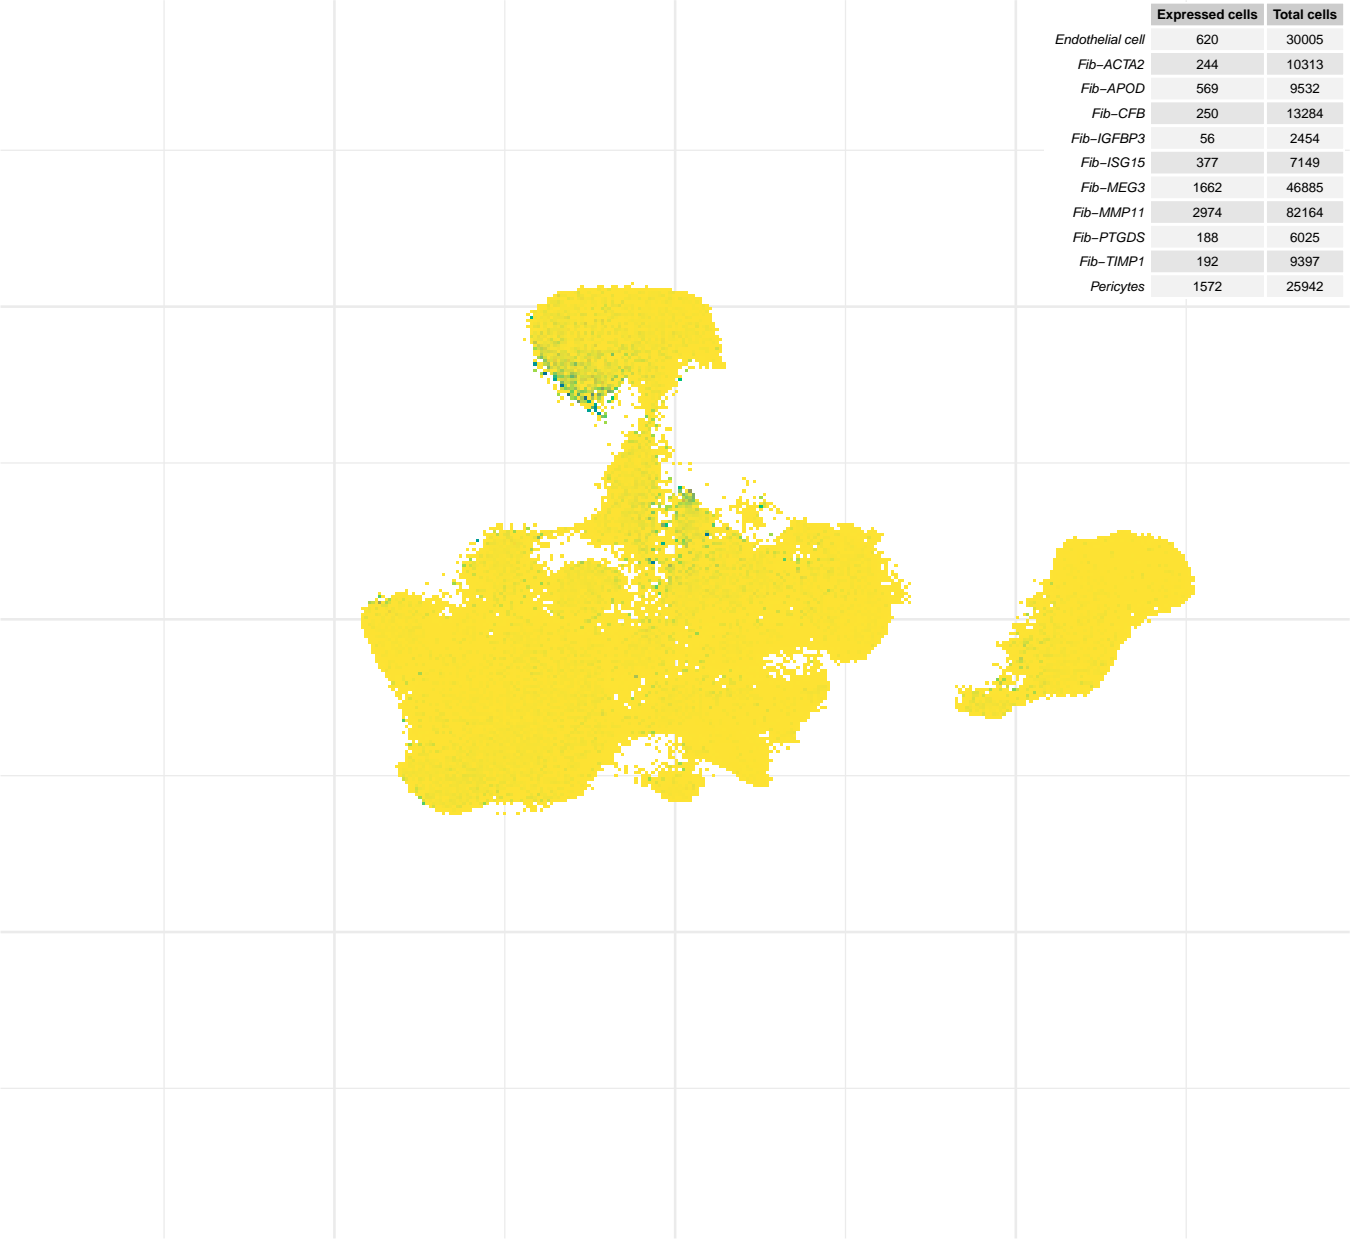 Expressed cells Total cells
Endothelial cell 620 30005
Fib−ACTA2 244 10313
Fib−APOD 569 9532
Fib−CFB 250 13284
Fib−IGFBP3 56 2454
Fib−ISG15 377 7149
Fib−MEG3 1662 46885
Fib−MMP11 2974 82164
Fib−PTGDS 188 6025
Fib−TIMP1 192 9397
Pericytes 1572 25942